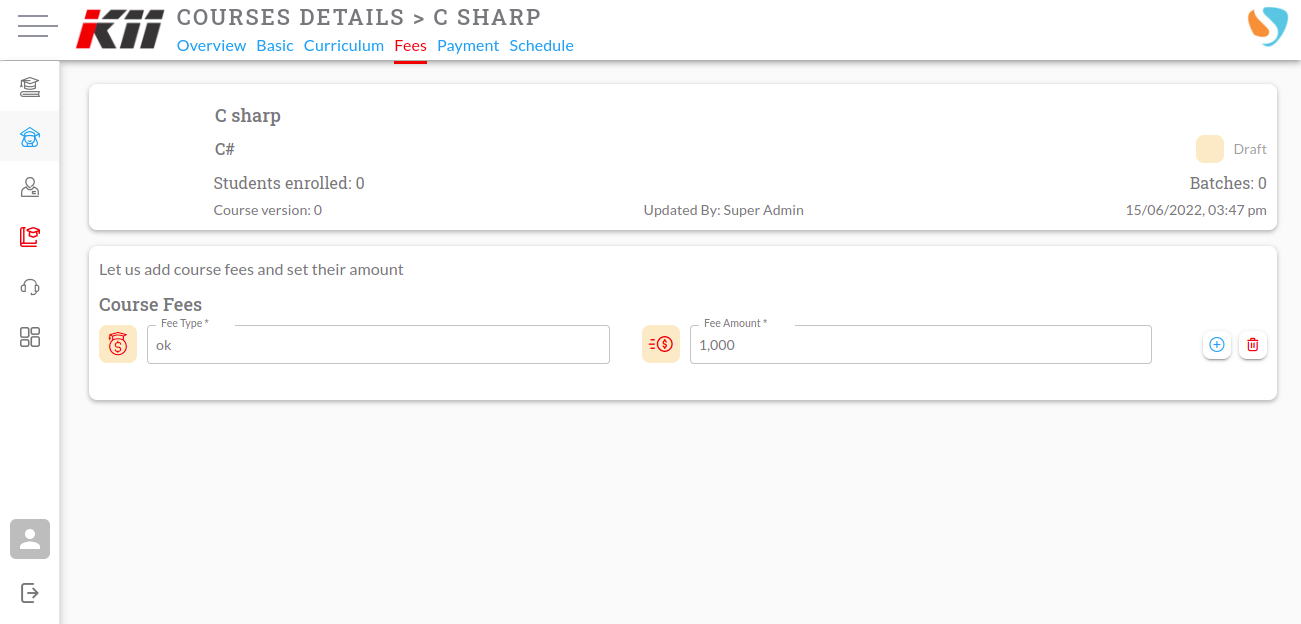 KII
COURSES DETAILS > C SHARP
Overview Basic Curriculum Fees Payment Schedule
C sharp
C#
Draft
Students enrolled: 0
Batches: 0
Course version: 0
Updated By: Super Admin
15/06/2022, 03:47 pm
Let us add course fees and set their amount
Course Fees
Fee Type *
ok
Fee Amount *
1,000